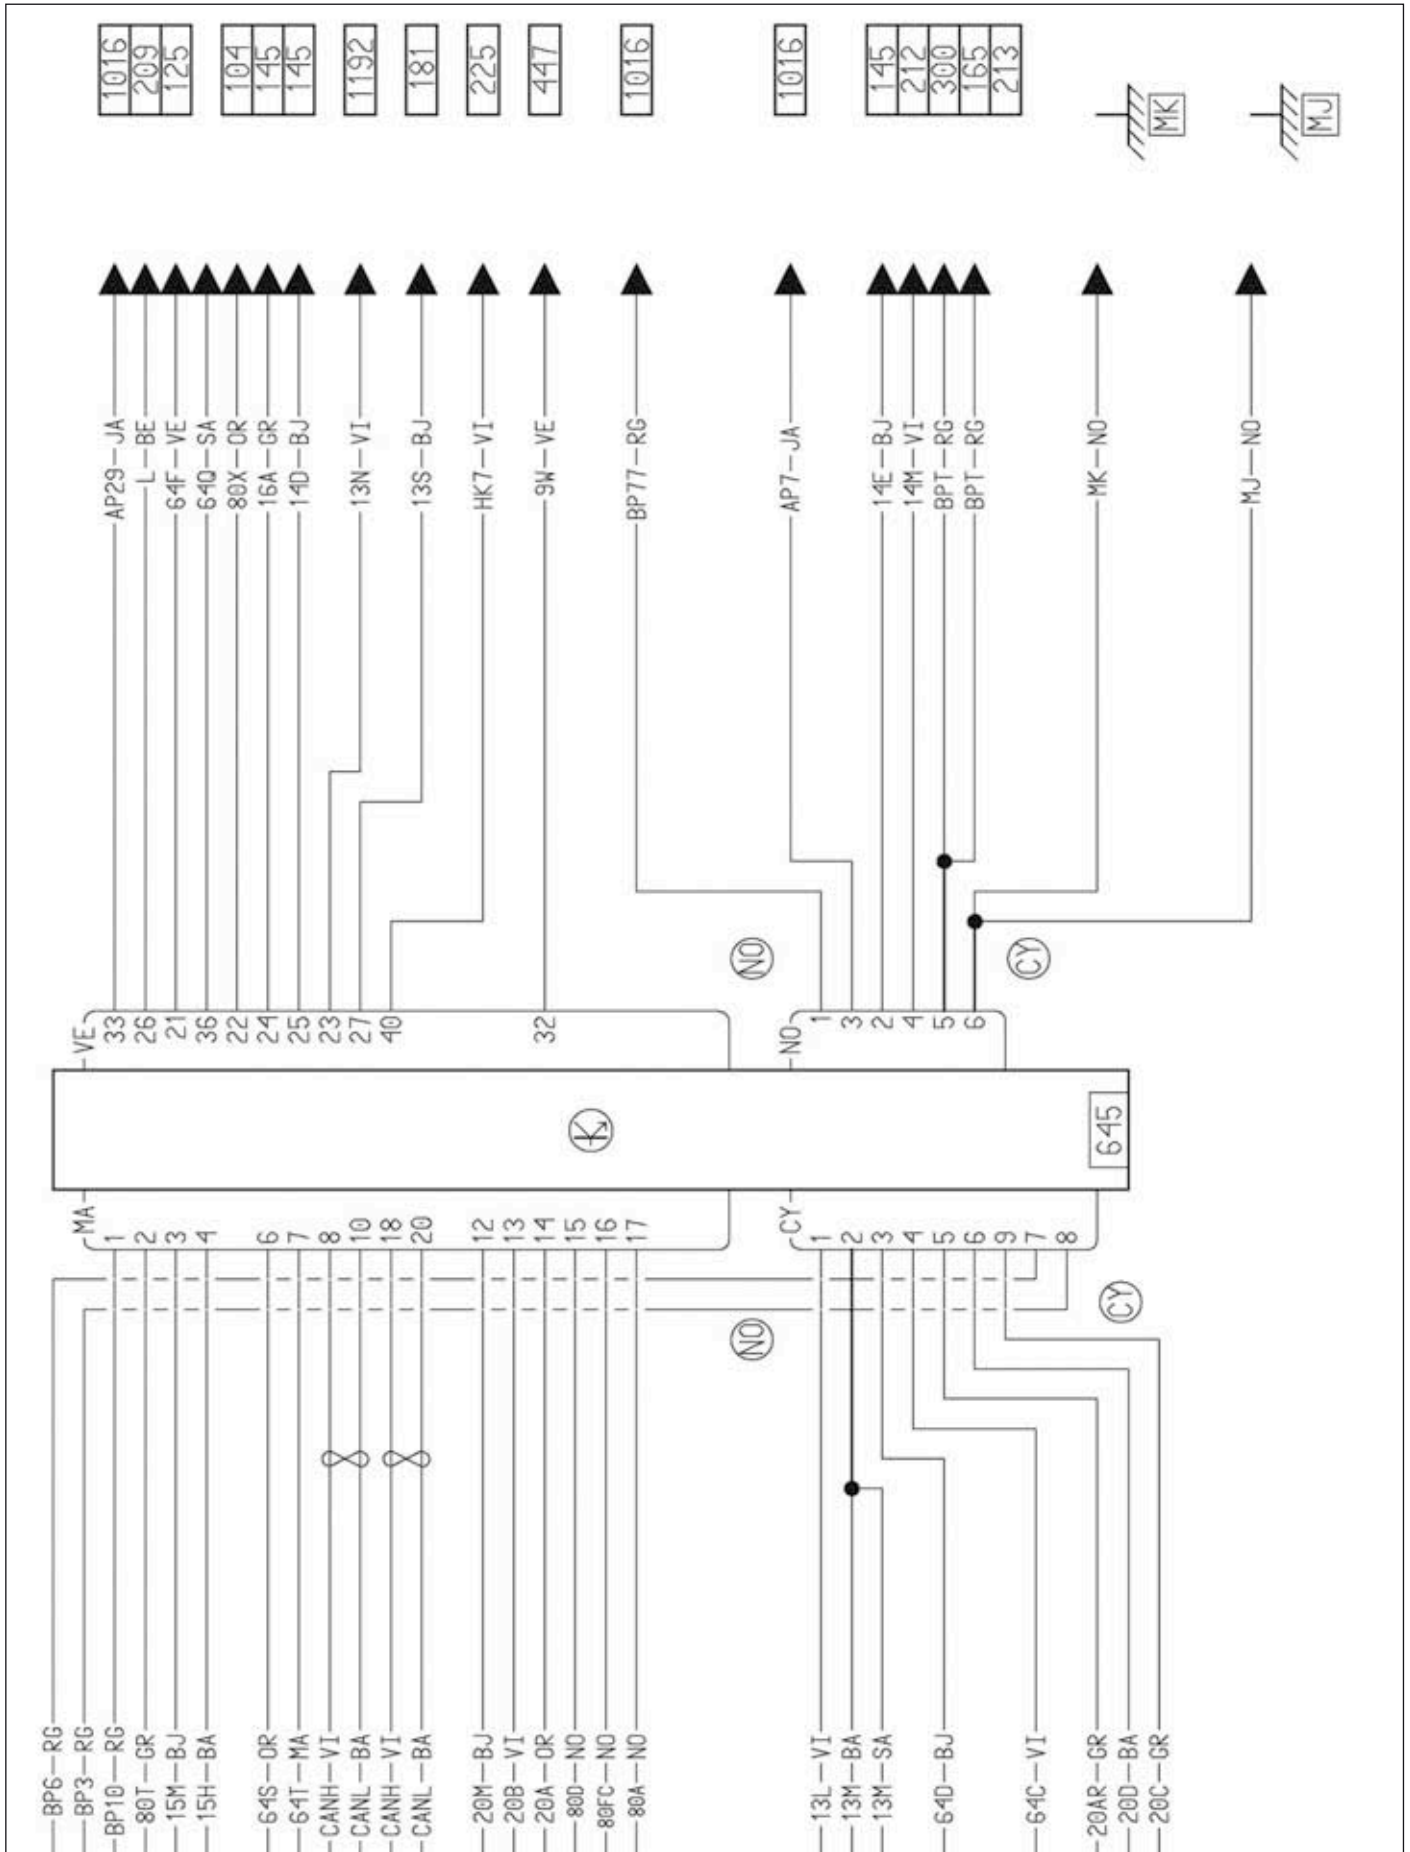 1016
209
125
104
145
145
1192
181
225
447
1016
1016
145
212
300
165
213
MK
MJ
AP29-JA
L-BE
64F-VE
64Q-SA
80X-OR
16A-GR
14D-BJ
13N-VI
13S-BJ
HK7-VI
9W-VE
BP77-RG
AP7-JA
14E-BJ
14M-VI
BPT-RG
BPT-RG
MK-NO
MJ-NO
NO
CY
VE
33
26
21
36
22
24
25
23
27
40
32
NO
1
3
2
4
5
6
K
645
MA
1
2
3
4
6
7
8
10
18
20
12
13
14
15
16
17
CY
1
2
3
4
5
6
9
7
8
NO
CY
BP6-RG
BP3-RG
BP10-RG
80T-GR
15M-BJ
15H-BA
64S-OR
64T-MA
CANH-VI
CANL-BA
CANH-VI
CANL-BA
20M-BJ
20B-VI
20A-OR
80D-NO
80FC-NO
80A-NO
13L-VI
13M-BA
13M-SA
64D-BJ
64C-VI
20AR-GR
20D-BA
20C-GR